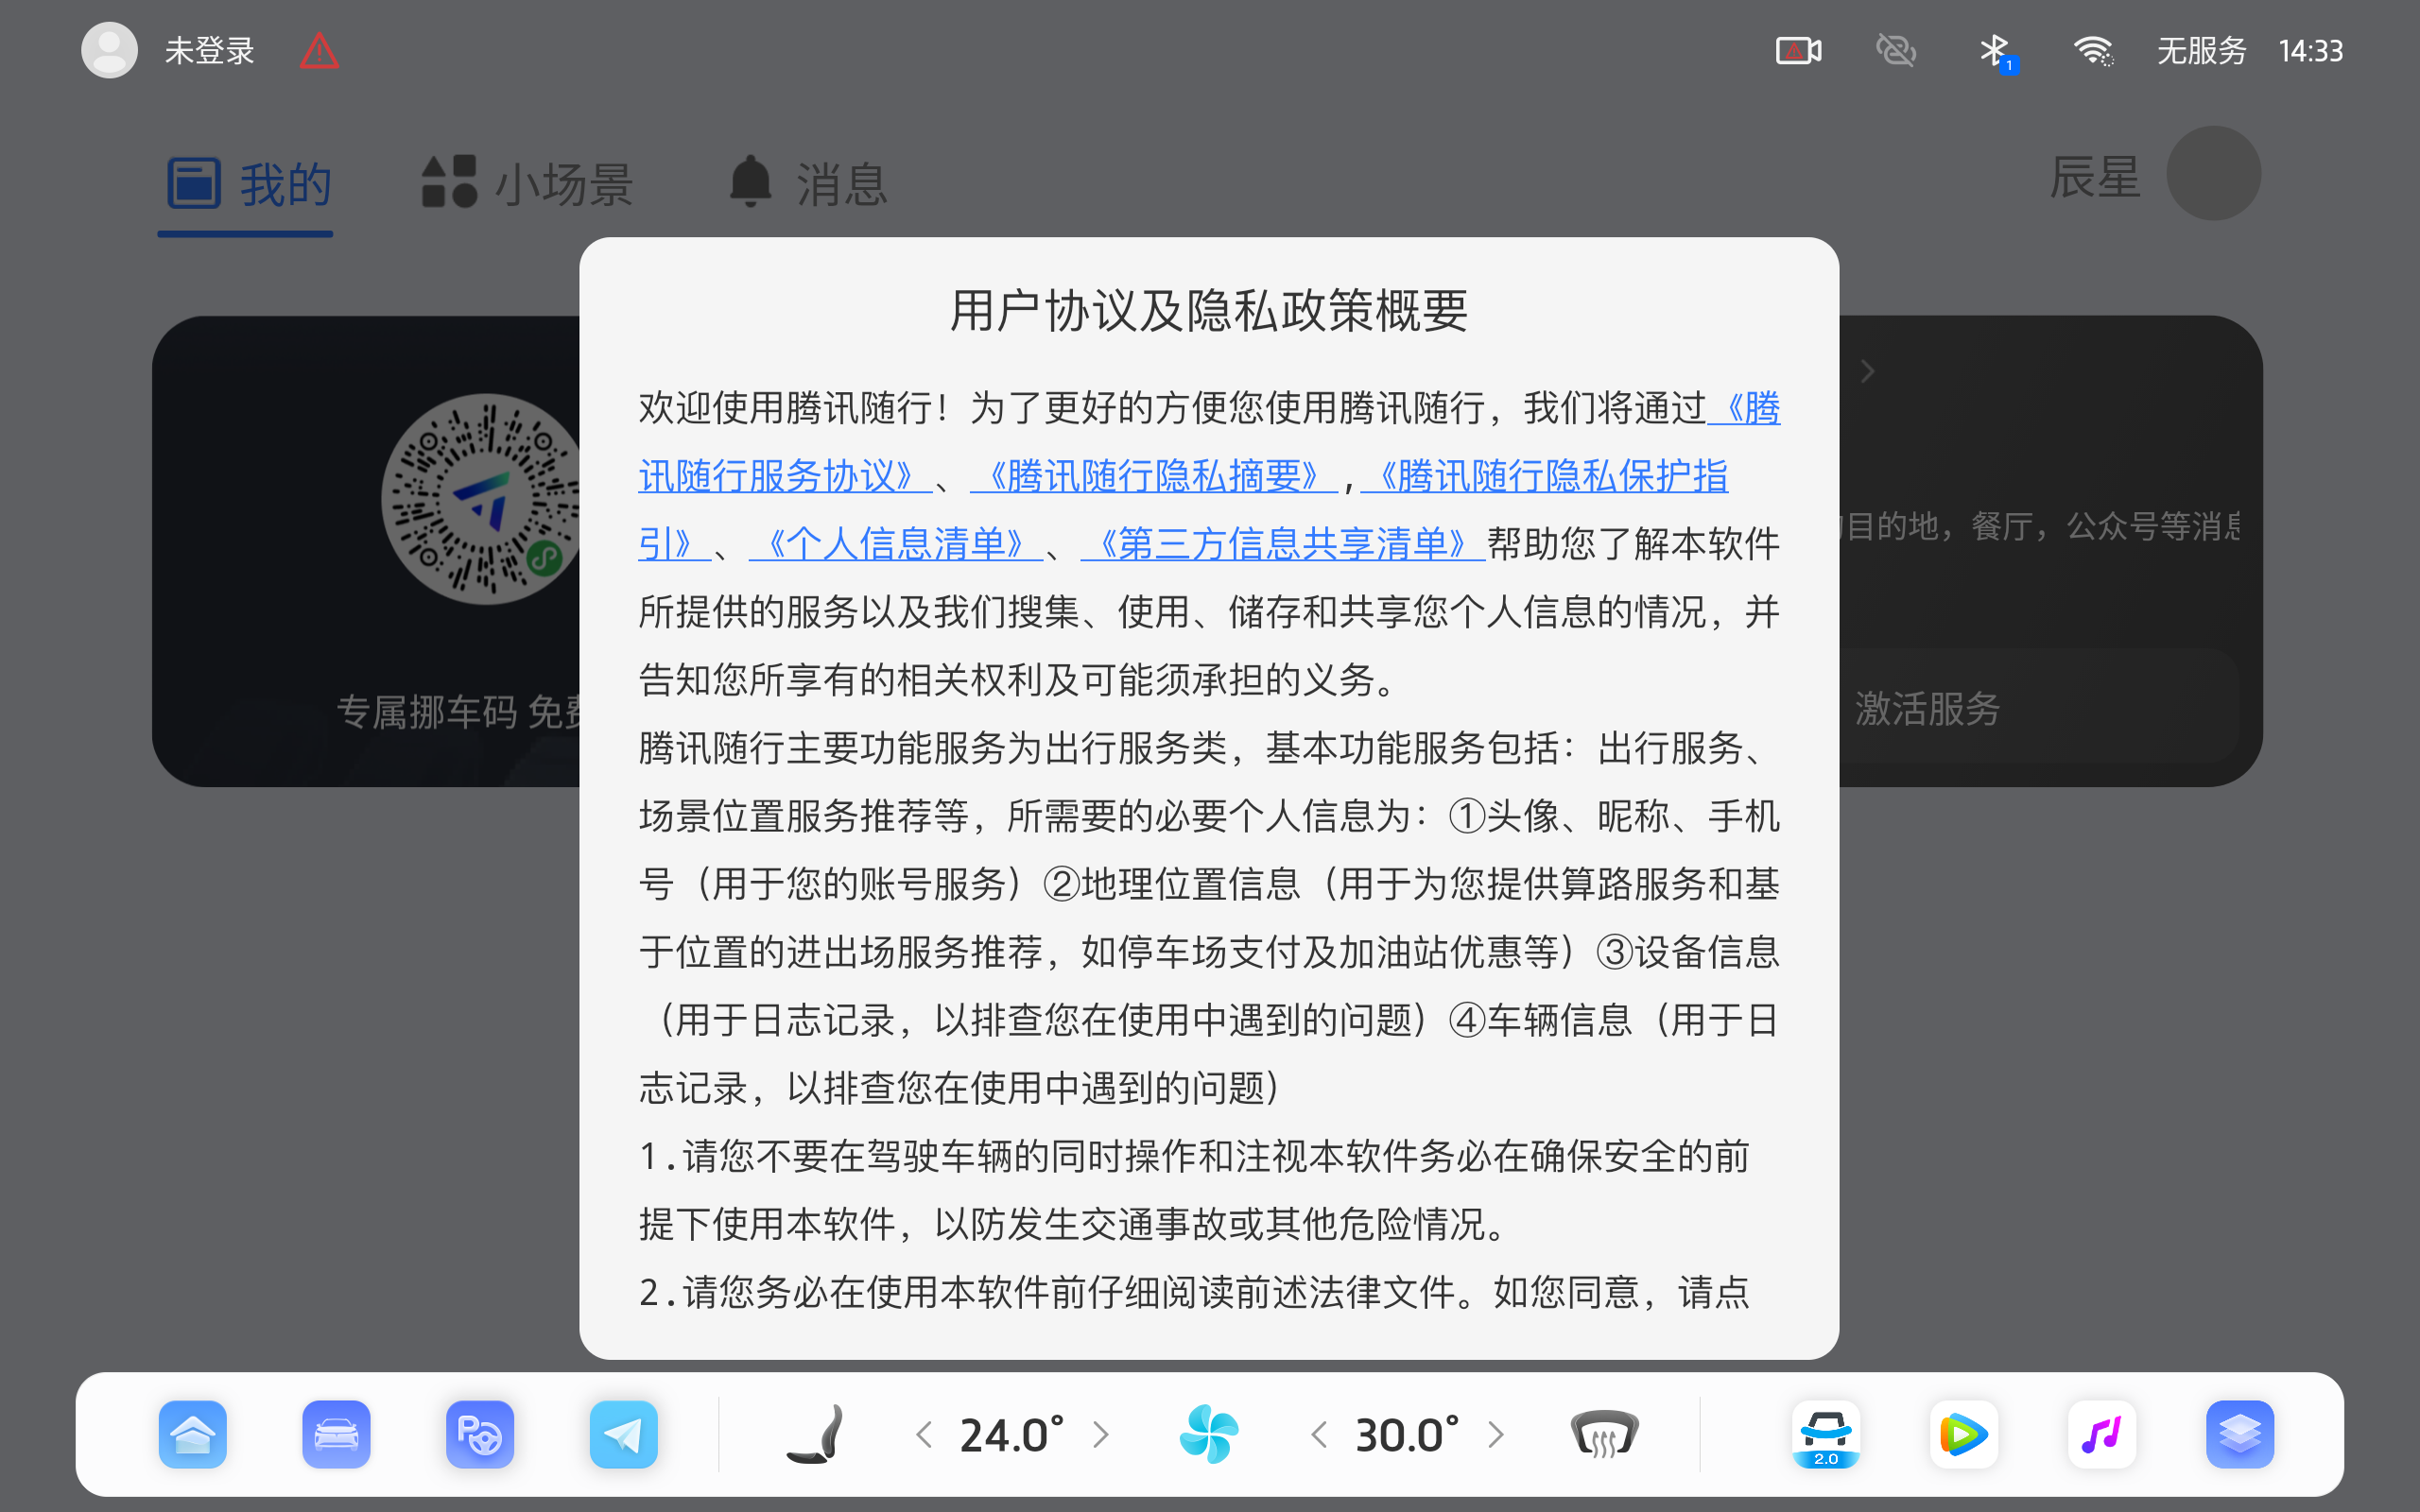 未登录
1
无服务
14:33
我的
小场景
消息
辰星
用户协议及隐私政策概要
欢迎使用腾讯随行！为了更好的方便您使用腾讯随行，我们将通过《腾
讯随行服务协议》、《腾讯随行隐私摘要》,《腾讯随行隐私保护指
引》、《个人信息清单》、《第三方信息共享清单》帮助您了解本软件
所提供的服务以及我们搜集、使用、储存和共享您个人信息的情况，并
告知您所享有的相关权利及可能须承担的义务。
腾讯随行主要功能服务为出行服务类，基本功能服务包括：出行服务、
场景位置服务推荐等，所需要的必要个人信息为：①头像、昵称、手机
号（用于您的账号服务）②地理位置信息（用于为您提供算路服务和基
于位置的进出场服务推荐，如停车场支付及加油站优惠等）③设备信息
（用于日志记录，以排查您在使用中遇到的问题）④车辆信息（用于日
志记录，以排查您在使用中遇到的问题）
1.请您不要在驾驶车辆的同时操作和注视本软件务必在确保安全的前
提下使用本软件，以防发生交通事故或其他危险情况。
2.请您务必在使用本软件前仔细阅读前述法律文件。如您同意，请点
专属挪车码 免费
目的地，餐厅，公众号等消息
激活服务
P
24.0°
30.0°
2.0